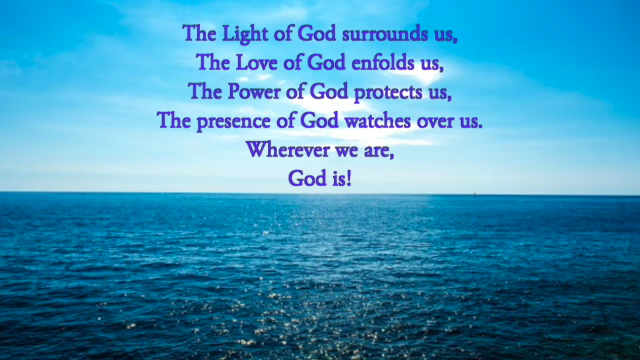 The Light of God surrounds us,
The Love of God enfolds us,
The Power of God protects us,
The presence of God watches over us.
Wherever we are,
God is!